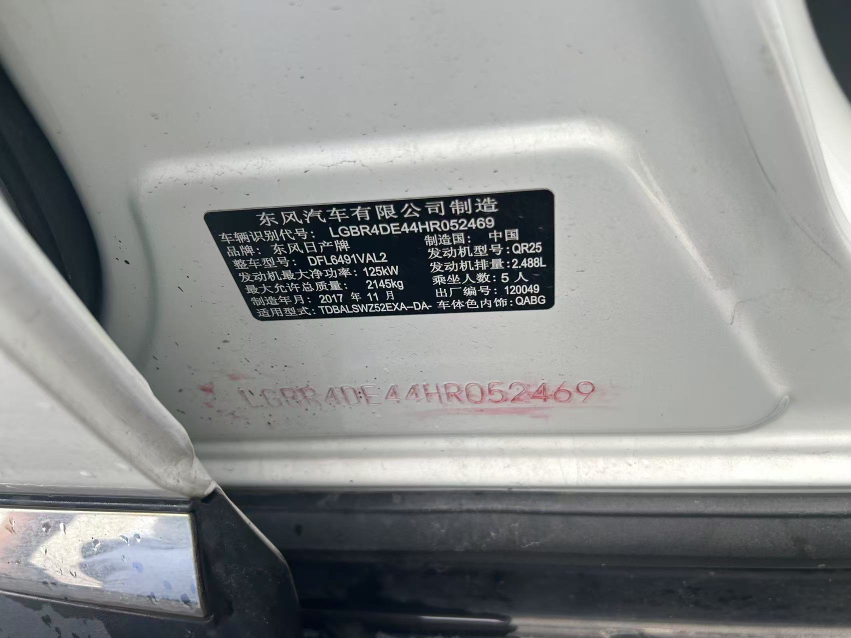 东风汽车有限公司制造
车辆识别代号: LGBR4DE44HR052469
品牌: 东风日产牌 制造国: 中国
整车型号: DFL6491VAL2 发动机型号: QR25
发动机最大净功率: 125kW 发动机排量: 2.488L
最大允许总质量: 2145kg 乘坐人数: 5人
制造年月: 2017 年 11 月 出厂编号: 120049
适用型式: TDBALSWZ52EXA--DA- 车体色内饰: QABG
LGBR4DE44HR052469